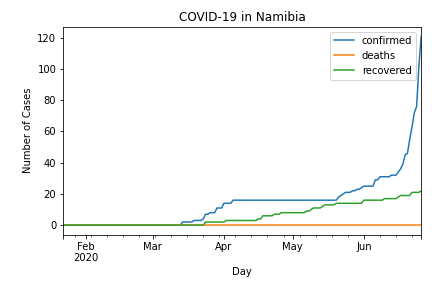 COVID-19 in Namibia
confirmed
deaths
recovered
Number of Cases
120
100
80
60
40
20
0
Feb
2020
Mar
Apr
May
Jun
Day